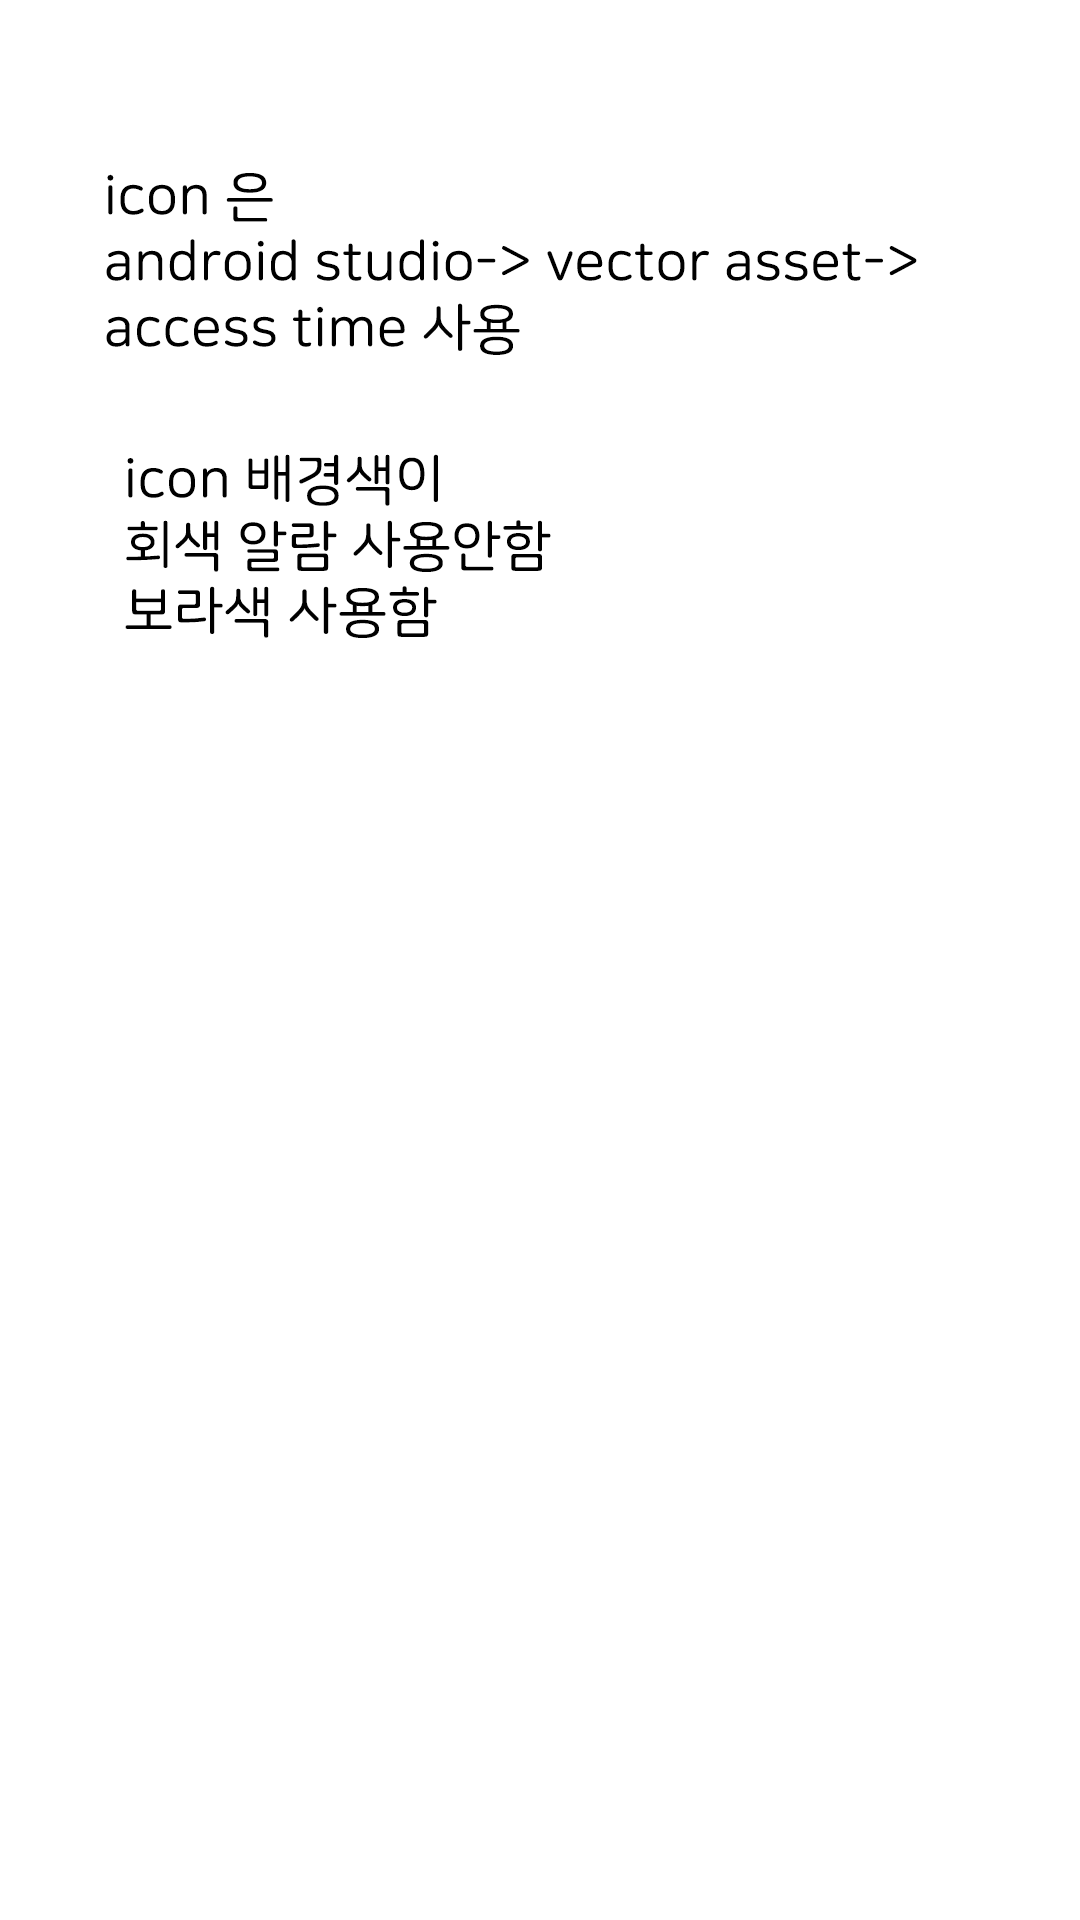 icon 은
android studio-> vector asset->
access time 사용
icon 배경색이
회색 알람 사용안함
보라색 사용함